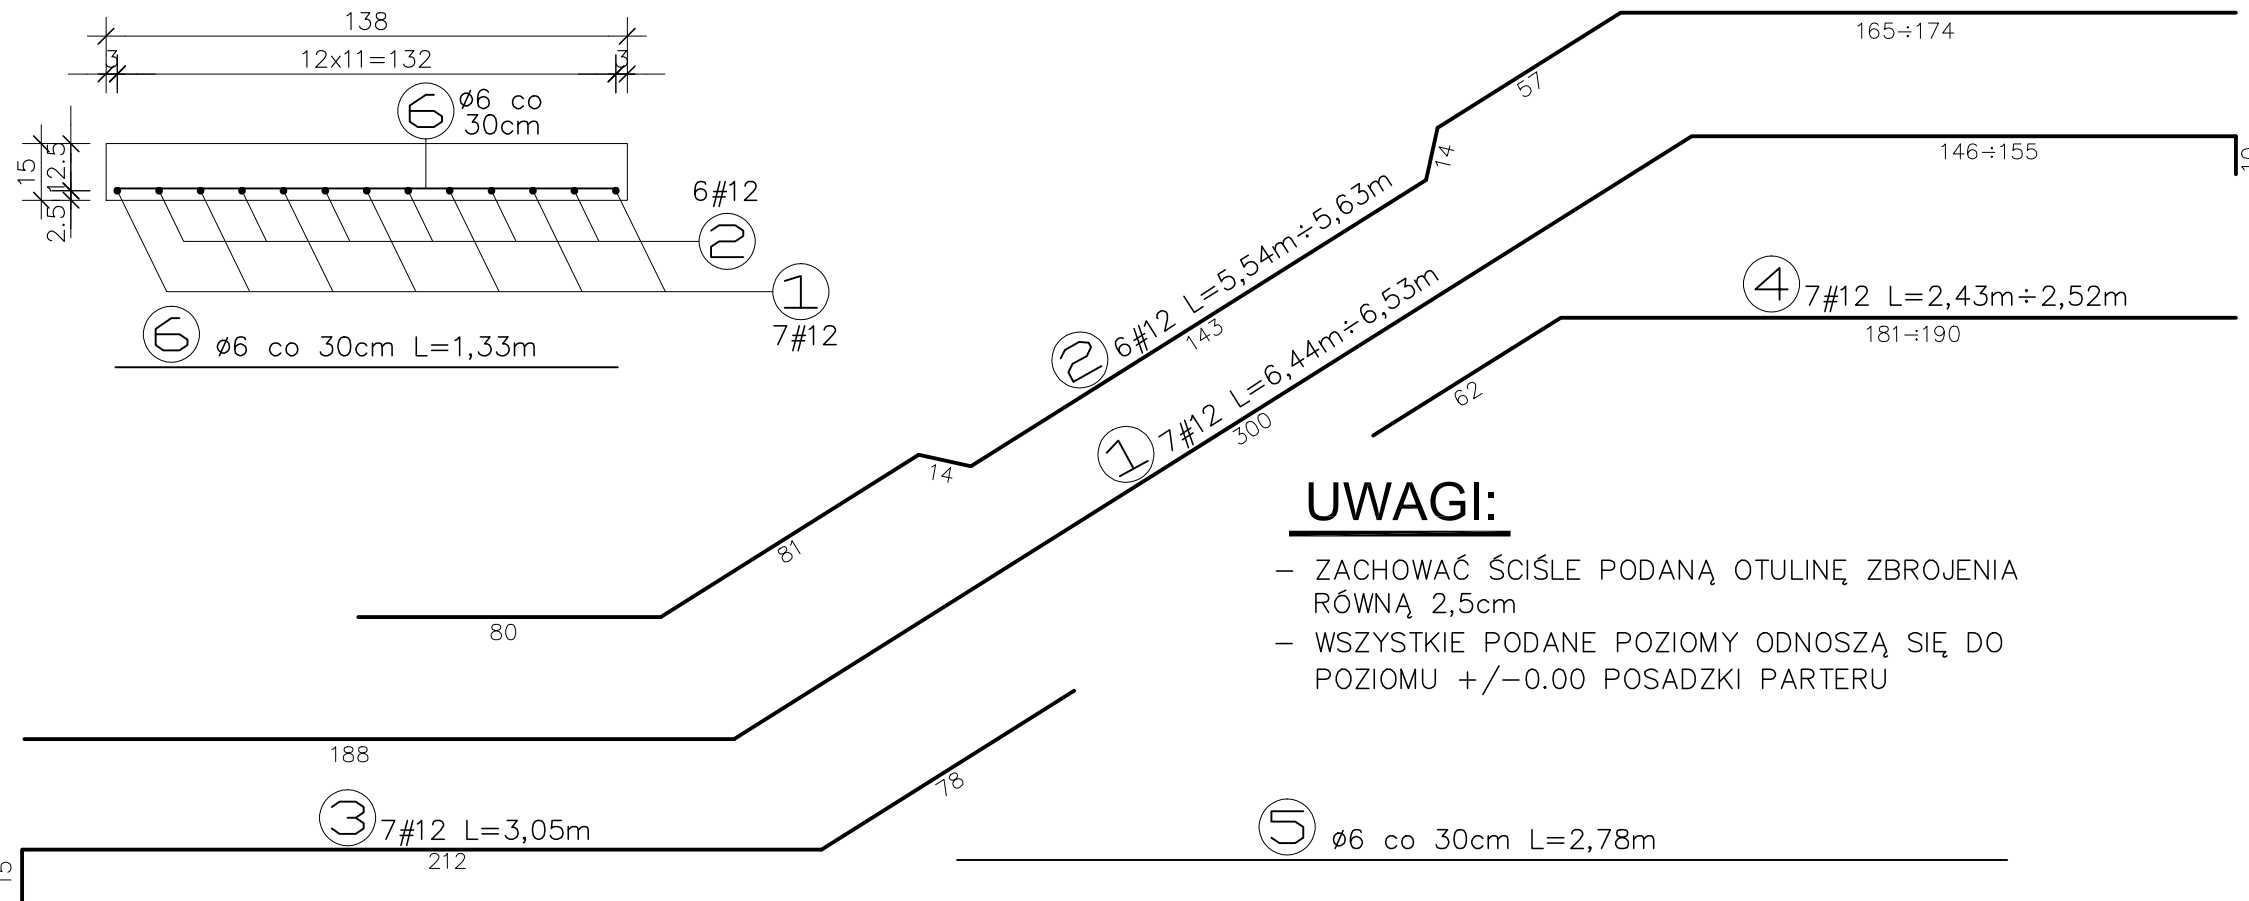 138
3
12x11=132
3
6
ø6 co
30cm
15
12.5
2.5
6#12
2
1
7#12
6
ø6 co 30cm L=1,33m
165÷174
57
14
146÷155
10
2
6#12 L=5,54m÷5,63m
143
1
7#12 L=6,44m÷6,53m
300
4
7#12 L=2,43m÷2,52m
181÷190
62
14
81
80
UWAGI:
– ZACHOWAĆ ŚCIŚLE PODANĄ OTULINĘ ZBROJENIA
RÓWNĄ 2,5cm
– WSZYSTKIE PODANE POZIOMY ODNOSZĄ SIĘ DO
POZIOMU +/-0.00 POSADZKI PARTERU
188
78
3
7#12 L=3,05m
212
15
5
ø6 co 30cm L=2,78m